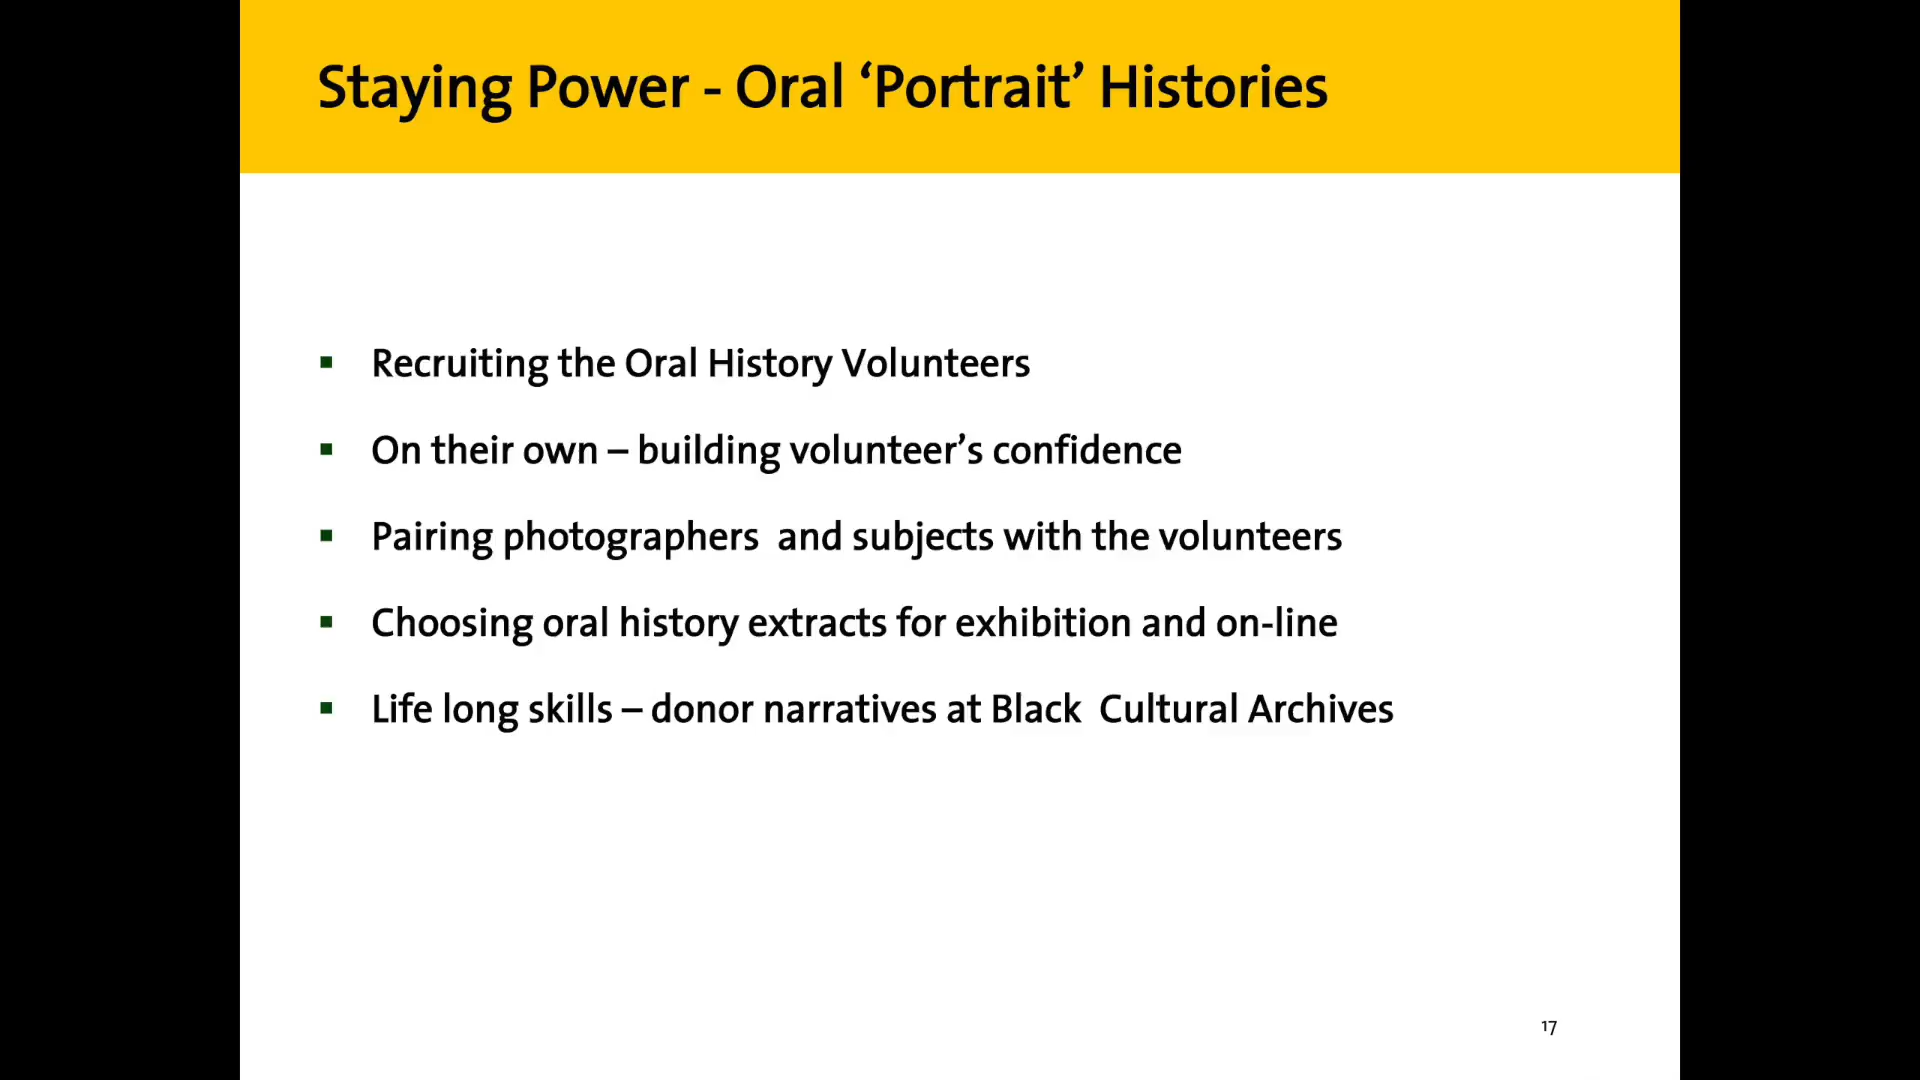 Staying Power - Oral ‘Portrait’ Histories
▪ Recruiting the Oral History Volunteers
▪ On their own – building volunteer’s confidence
▪ Pairing photographers  and subjects with the volunteers
▪ Choosing oral history extracts for exhibition and on-line
▪ Life long skills – donor narratives at Black  Cultural Archives
17